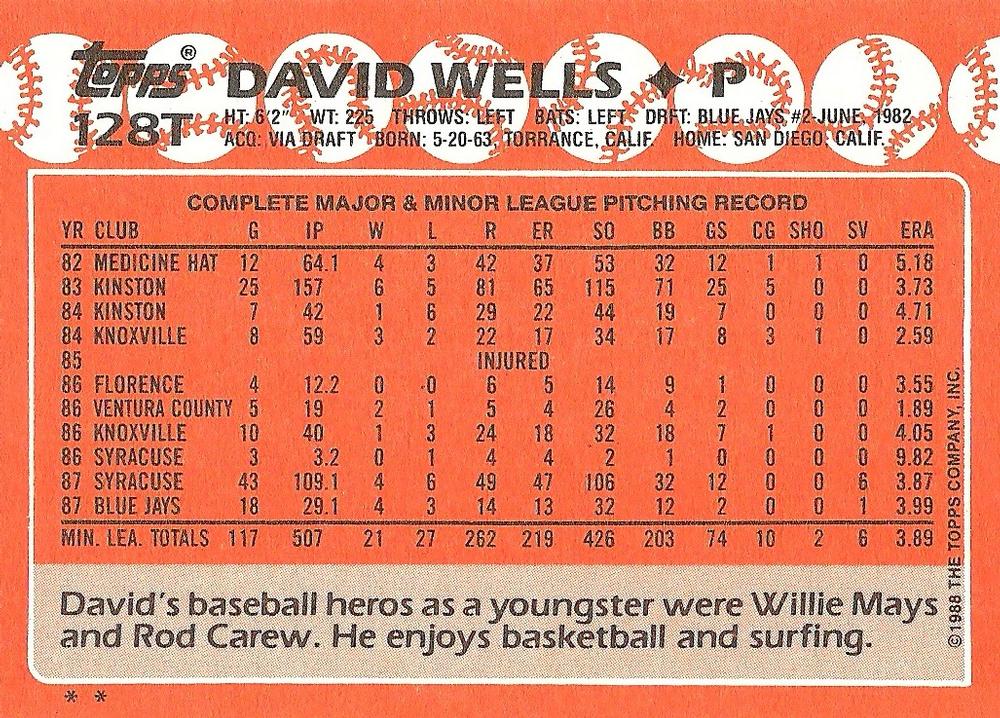 topps® DAVID WELLS ♦ P
128T HT: 6'2" WT: 225 THROWS: LEFT BATS: LEFT DRFT: BLUE JAYS #2-JUNE, 1982
ACQ: VIA DRAFT BORN: 5-20-63, TORRANCE, CALIF. HOME: SAN DIEGO, CALIF.
COMPLETE MAJOR & MINOR LEAGUE PITCHING RECORD
YR CLUB G IP W L R ER SO BB GS CG SHO SV ERA
82 MEDICINE HAT 12 64.1 4 3 42 37 53 32 12 1 1 0 5.18
83 KINSTON 25 157 6 5 81 65 115 71 25 5 0 0 3.73
84 KINSTON 7 42 1 6 29 22 44 19 7 0 0 0 4.71
84 KNOXVILLE 8 59 3 2 22 17 34 17 8 3 1 0 2.59
85 INJURED
86 FLORENCE 4 12.2 0 0 6 5 14 9 1 0 0 0 3.55
86 VENTURA COUNTY 5 19 2 1 5 4 26 4 2 0 0 0 1.89
86 KNOXVILLE 10 40 1 3 24 18 32 18 7 1 0 0 4.05
86 SYRACUSE 3 3.2 0 1 4 4 2 1 0 0 0 0 9.82
87 SYRACUSE 43 109.1 4 6 49 47 106 32 12 0 0 6 3.87
87 BLUE JAYS 18 29.1 4 3 14 13 32 12 2 0 0 1 3.99
MIN. LEA. TOTALS 117 507 21 27 262 219 426 203 74 10 2 6 3.89
David's baseball heros as a youngster were Willie Mays
and Rod Carew. He enjoys basketball and surfing.
©1988 THE TOPPS COMPANY, INC.
* *